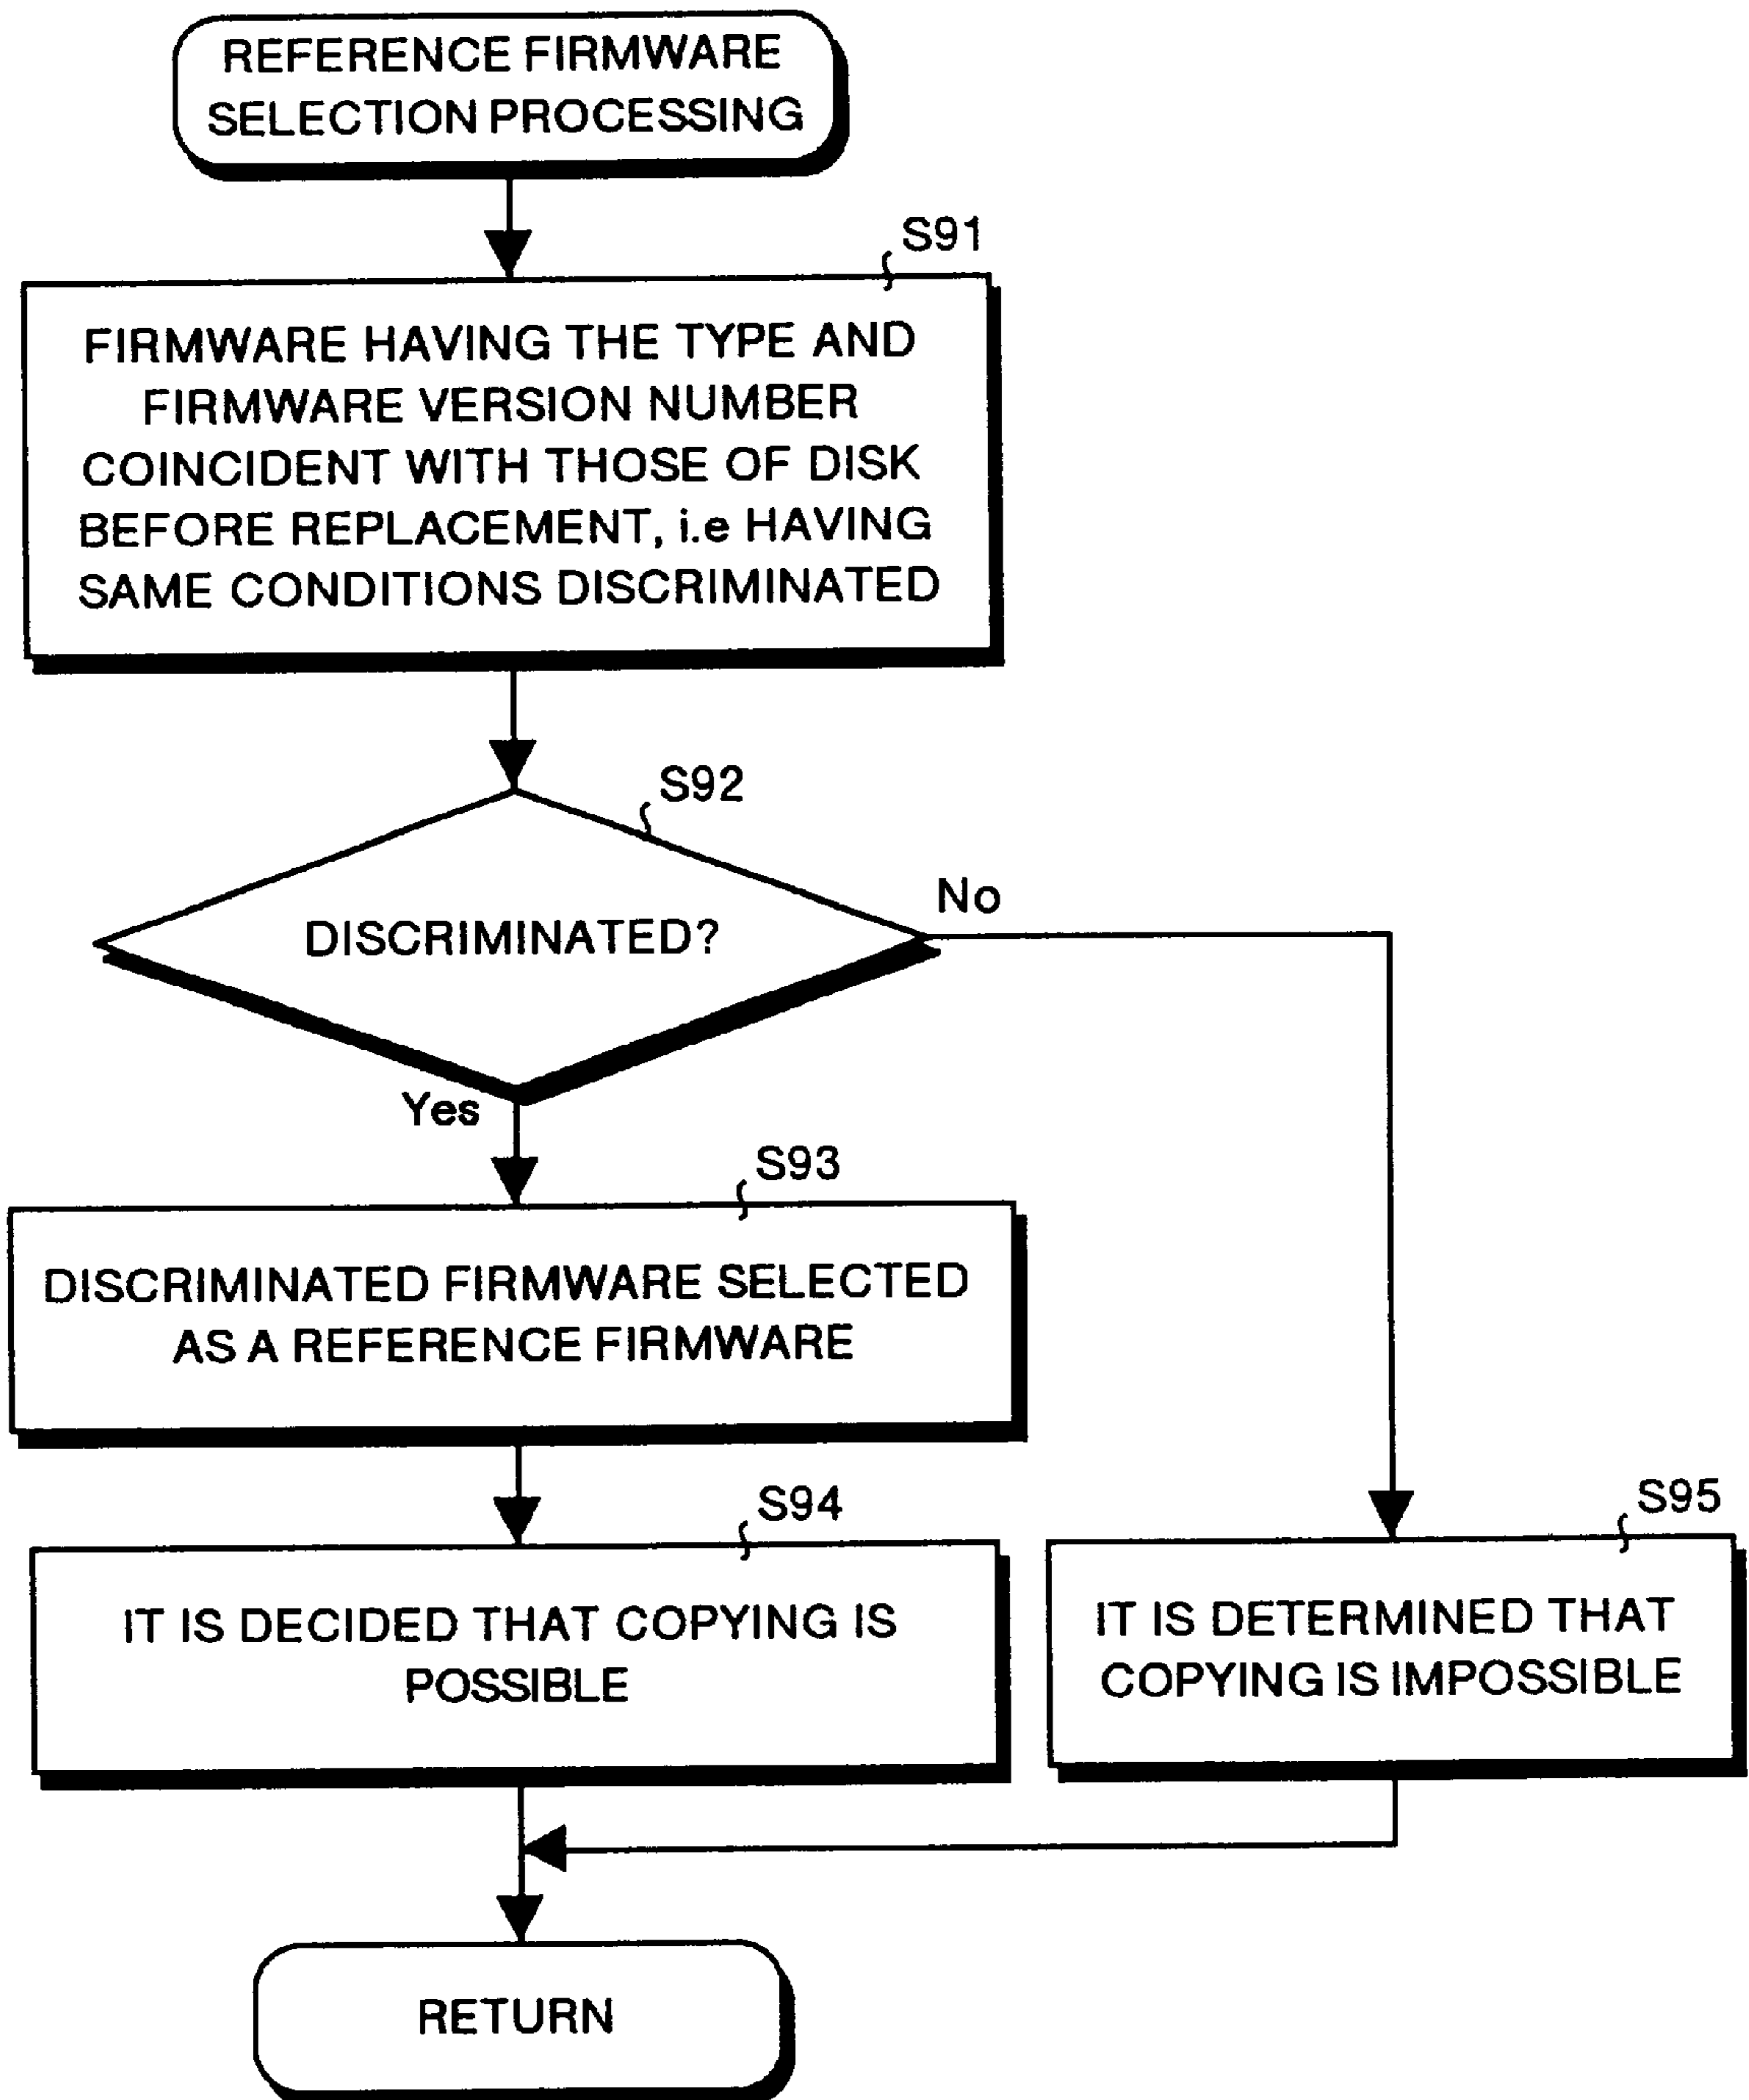 REFERENCE FIRMWARE
SELECTION PROCESSING
S91
FIRMWARE HAVING THE TYPE AND
FIRMWARE VERSION NUMBER
COINCIDENT WITH THOSE OF DISK
BEFORE REPLACEMENT, i.e HAVING
SAME CONDITIONS DISCRIMINATED
S92
DISCRIMINATED?
No
Yes
S93
DISCRIMINATED FIRMWARE SELECTED
AS A REFERENCE FIRMWARE
S94
IT IS DECIDED THAT COPYING IS
POSSIBLE
S95
IT IS DETERMINED THAT
COPYING IS IMPOSSIBLE
RETURN